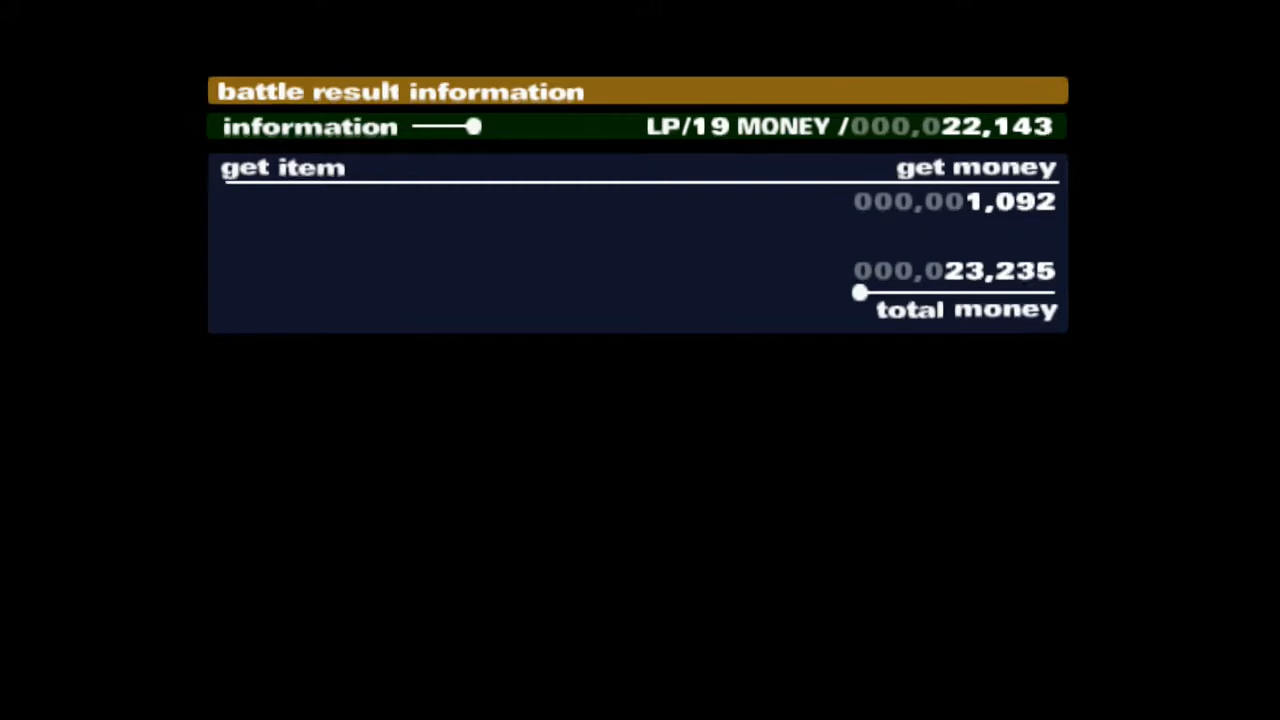 battle result information
information LP/19 MONEY /000,022,143
get item get money
000,001,092
000,023,235
total money